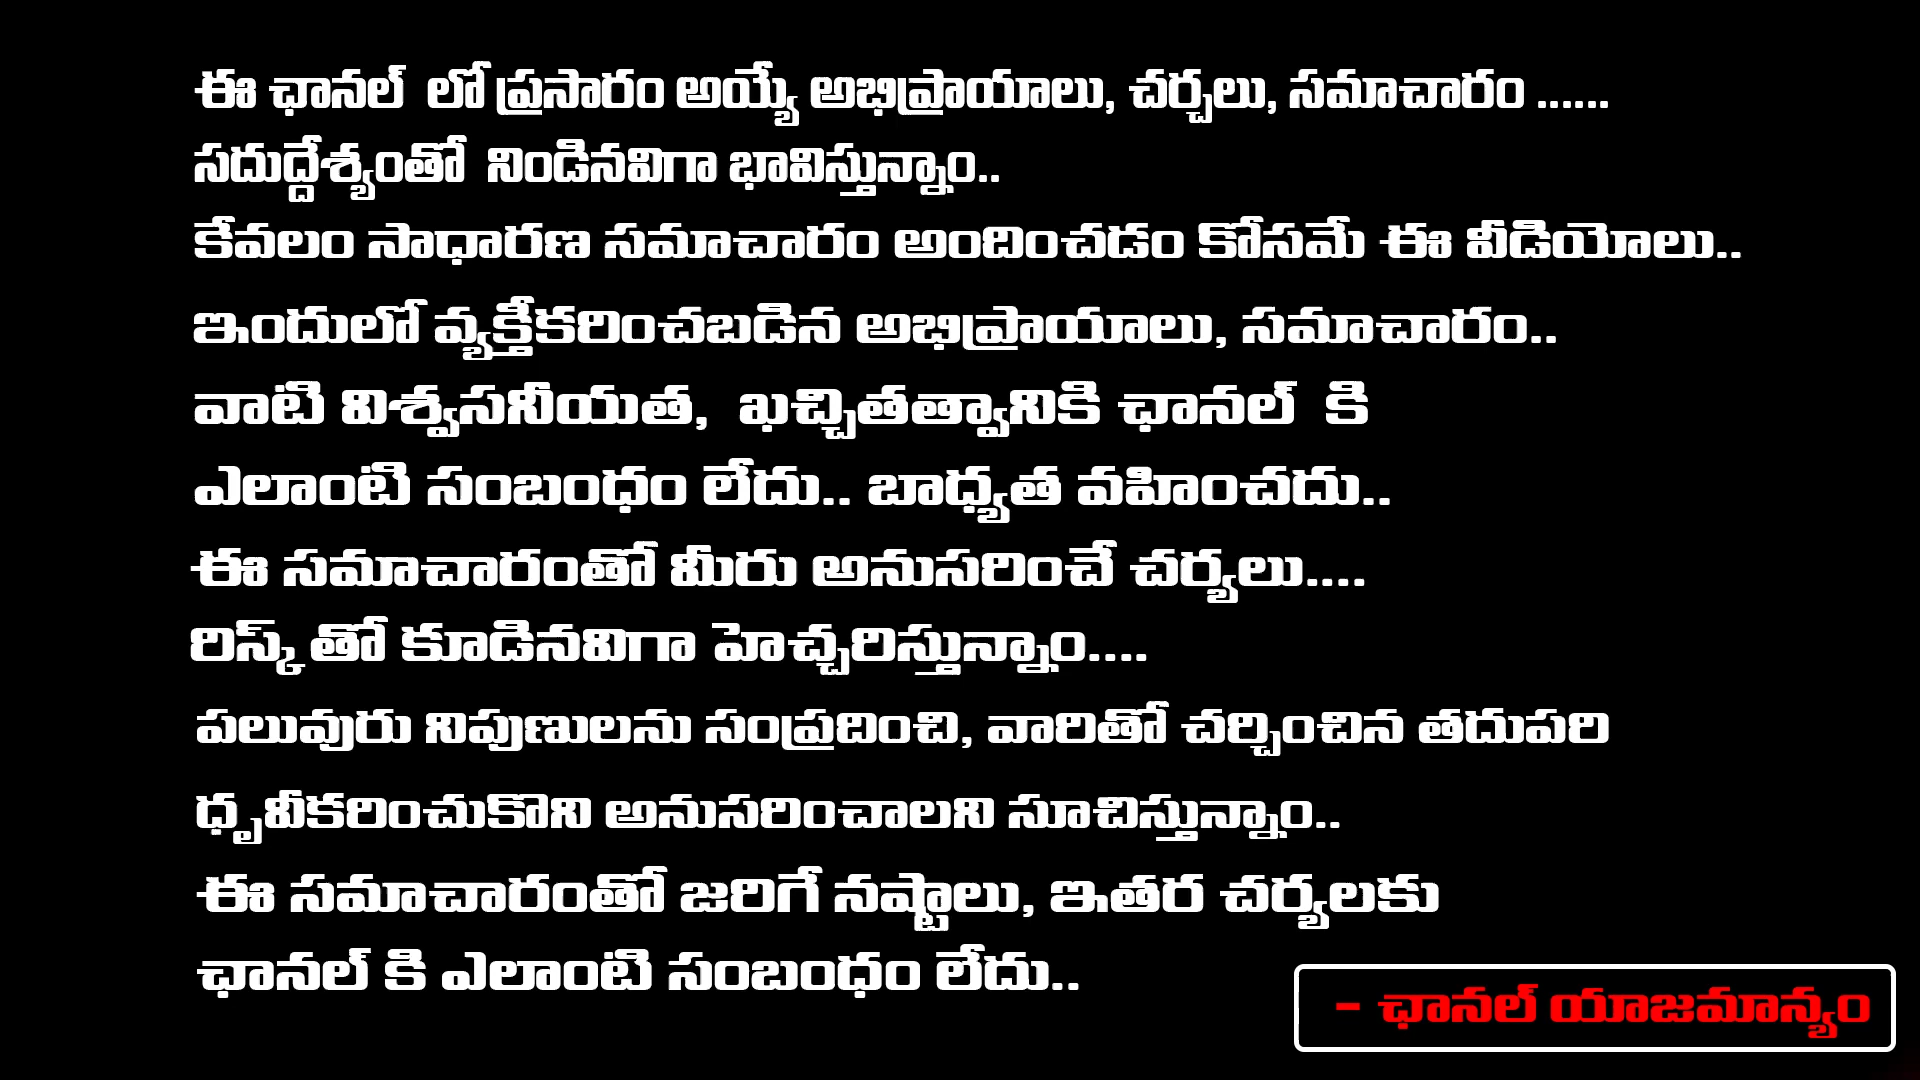 ఈ ఛానల్ లో ప్రసారం అయ్యే అభిప్రాయాలు, చర్చలు, సమాచారం ......
సదుద్దేశ్యంతో నిండినవిగా భావిస్తున్నాం..
కేవలం సాధారణ సమాచారం అందించడం కోసమే ఈ వీడియోలు..
ఇందులో వ్యక్తీకరించబడిన అభిప్రాయాలు, సమాచారం..
వాటి విశ్వసనీయత, ఖచ్చితత్వానికి ఛానల్ కి
ఎలాంటి సంబంధం లేదు.. బాధ్యత వహించదు..
ఈ సమాచారంతో మీరు అనుసరించే చర్యలు....
రిస్క్ తో కూడినవిగా హెచ్చరిస్తున్నాం....
పలువురు నిపుణులను సంప్రదించి, వారితో చర్చించిన తదుపరి
ధృవీకరించుకొని అనుసరించాలని సూచిస్తున్నాం..
ఈ సమాచారంతో జరిగే నష్టాలు, ఇతర చర్యలకు
ఛానల్ కి ఎలాంటి సంబంధం లేదు..
- ఛానల్ యాజమాన్యం